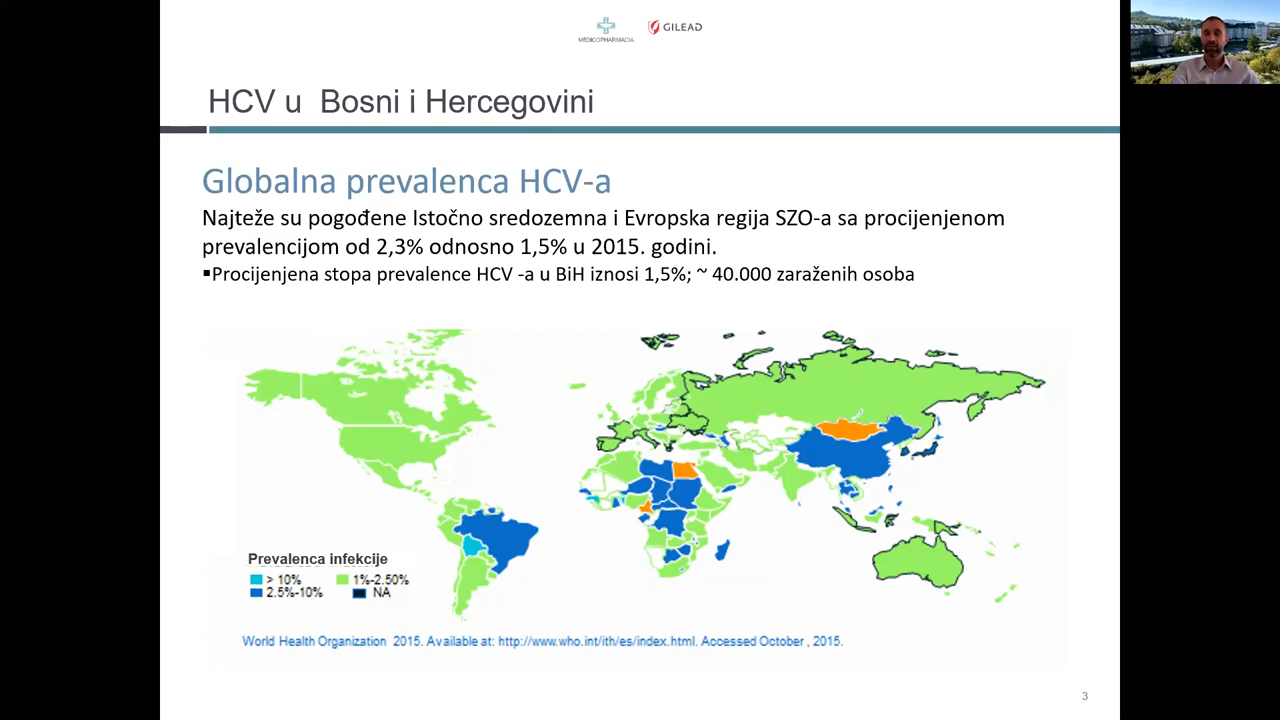 MEDICOPHARMACIA
GILEAD
HCV u Bosni i Hercegovini
Globalna prevalenca HCV-a
Najteže su pogođene Istočno sredozemna i Evropska regija SZO-a sa procijenjenom
prevalencijom od 2,3% odnosno 1,5% u 2015. godini.
▪Procijenjena stopa prevalence HCV -a u BiH iznosi 1,5%; ~ 40.000 zaraženih osoba
Prevalenca infekcije
> 10% 1%-2.50%
2.5%-10% NA
World Health Organization 2015. Available at: http://www.who.int/ith/es/index.html. Accessed October , 2015.
3